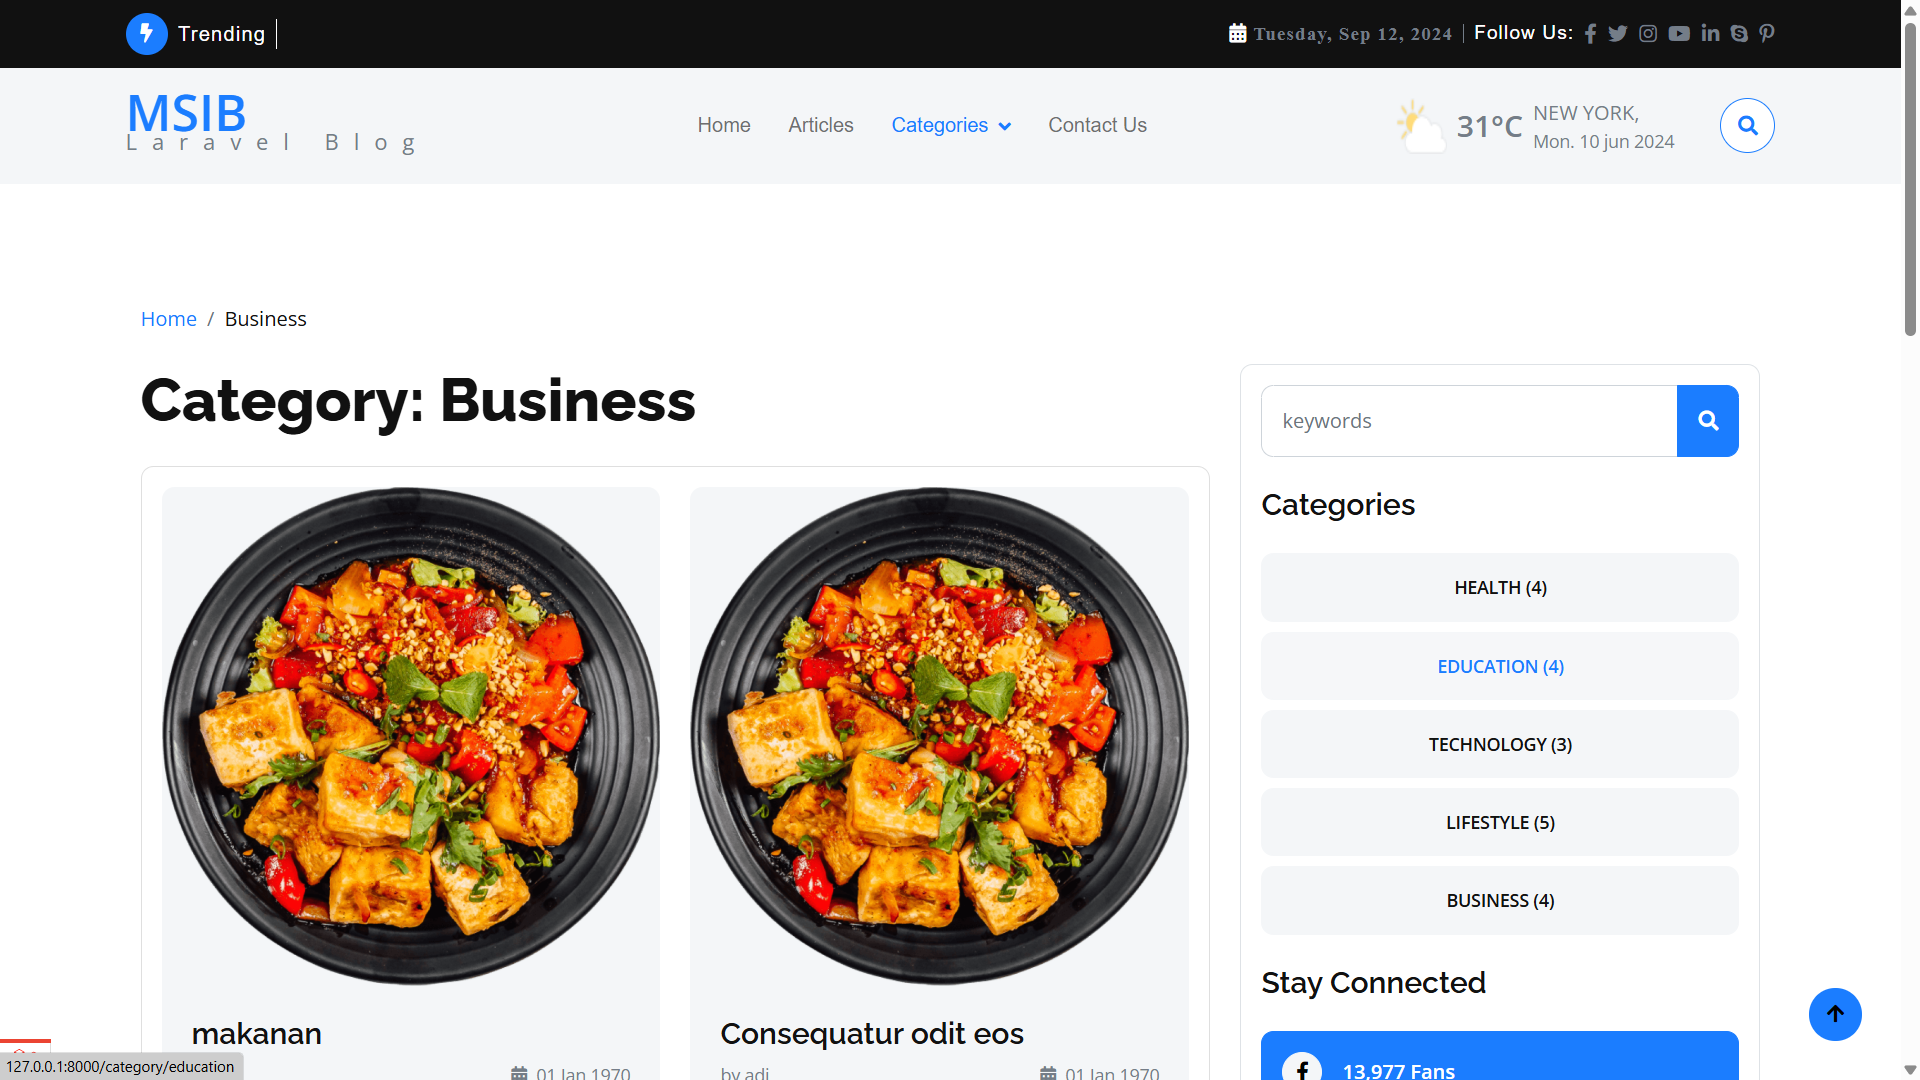 Trending
Tuesday, Sep 12, 2024
Follow Us:
MSIB
Laravel Blog
Home
Articles
Categories
Contact Us
31°C
NEW YORK,
Mon. 10 jun 2024
Home / Business
Category: Business
keywords
Categories
HEALTH (4)
EDUCATION (4)
TECHNOLOGY (3)
LIFESTYLE (5)
BUSINESS (4)
Stay Connected
13,977 Fans
makanan
01 Jan 1970
Consequatur odit eos
by adi
01 Jan 1970
127.0.0.1:8000/category/education